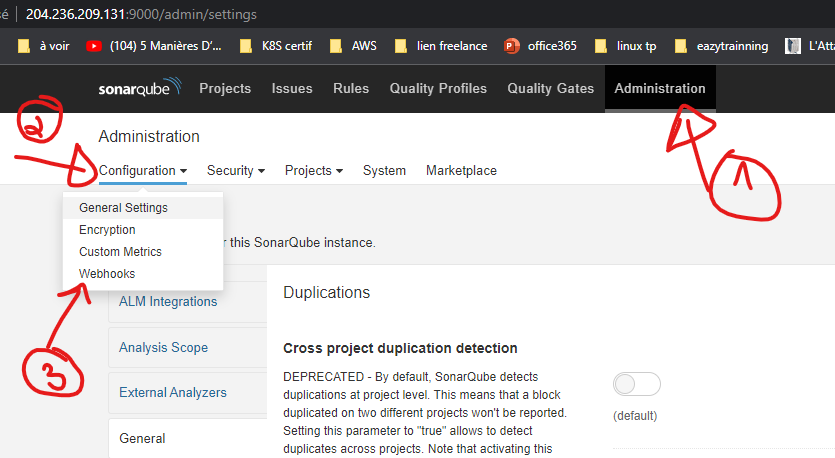 sé 204.236.209.131:9000/admin/settings
à voir (104) 5 Manières D'… K8S certif AWS lien freelance office365 linux tp eazytrainning L'Atta
sonarqube Projects Issues Rules Quality Profiles Quality Gates Administration
2
Administration
1
Configuration Security Projects System Marketplace
General Settings
Encryption
r this SonarQube instance.
Custom Metrics
Webhooks
3
ALM Integrations
Analysis Scope
External Analyzers
General
Duplications
Cross project duplication detection
DEPRECATED - By default, SonarQube detects
duplications at project level. This means that a block
duplicated on two different projects won't be reported.
Setting this parameter to "true" allows to detect
duplicates across projects. Note that activating this
(default)